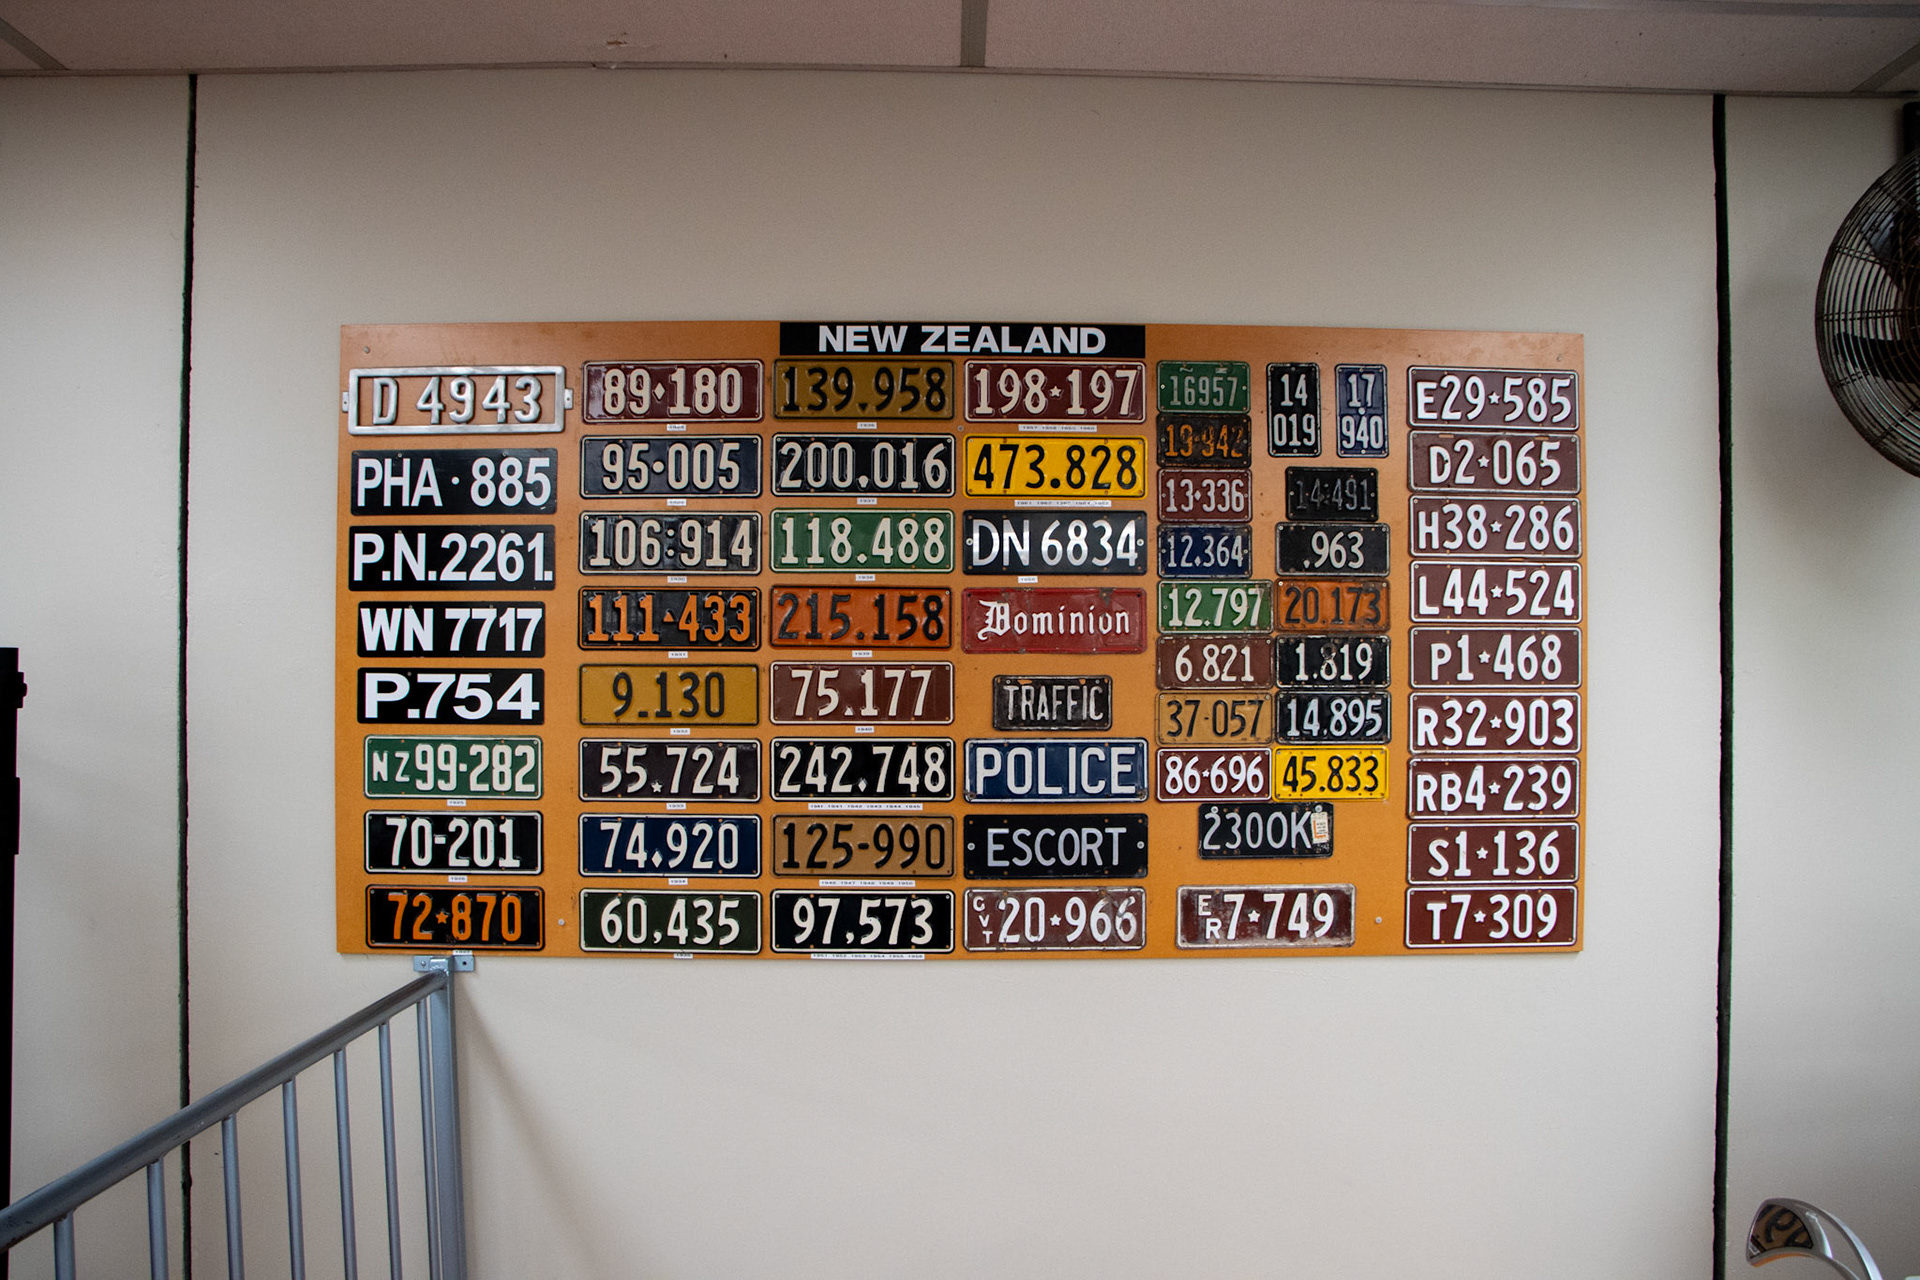 NEW ZEALAND
D 4943
PHA·885
P.N.2261.
WN 7717
P.754
NZ99-282
70-201
72★870
89♦180
95·005
106:914
111▲433
9.130
55.724
74.920
60,435
139.958
200.016
118.488
215.158
75.177
242.748
125-990
97,573
198★197
473.828
DN 6834
Dominion
TRAFFIC
POLICE
ESCORT
GVT 20★966
16957
14
019
17
940
19·942
13·336
14:491
12.364
.963
12.797
20.173
6.821
1.819
37·057
14.895
86★696
45.833
2300K
ER 7★749
E29★585
D2★065
H38★286
L44★524
P1★468
R32★903
RB4★239
S1★136
T7★309